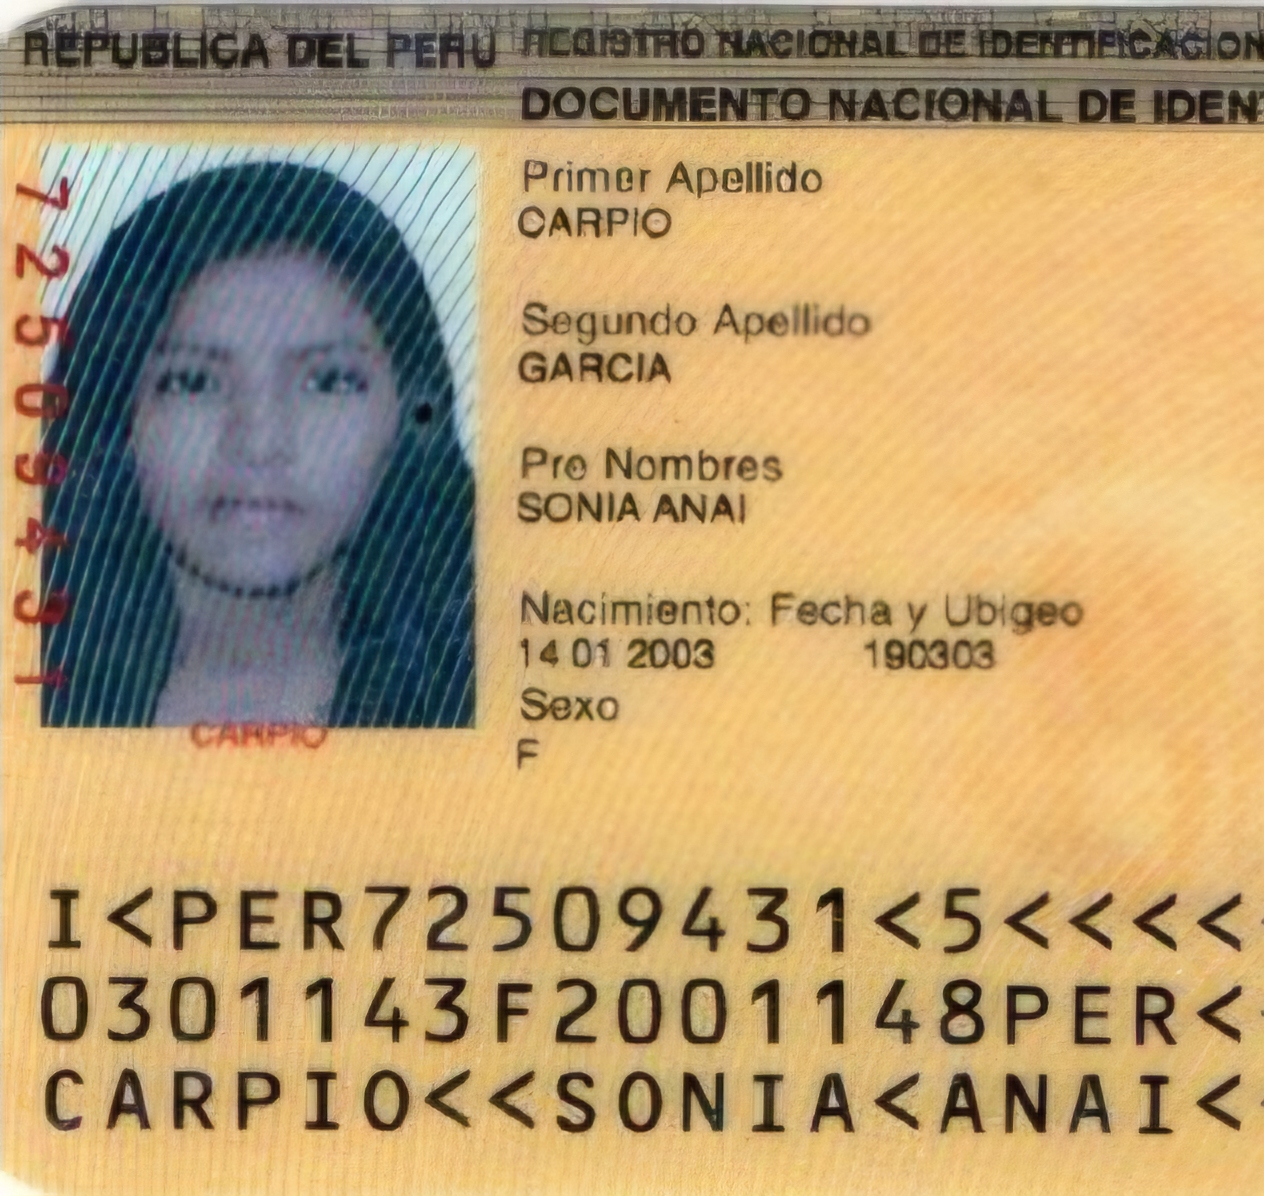 REPUBLICA DEL PERU
REGISTRO NACIONAL DE IDENTIFICACION
DOCUMENTO NACIONAL DE IDENT
Primer Apellido
CARPIO
Segundo Apellido
GARCIA
Pre Nombres
SONIA ANAI
Nacimiento: Fecha y Ubigeo
14 01 2003 190303
Sexo
F
72509431
CARPIO
I<PER72509431<5<<<<<
0301143F2001148PER<
CARPIO<<SONIA<ANAI<